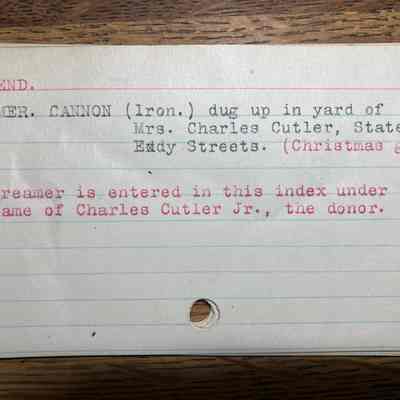 END.
MER. CANNON (Iron.) dug up in yard of
Mrs. Charles Cutler, State
Eddy Streets. (Christmas g
reamer is entered in this index under
ame of Charles Cutler Jr., the donor.